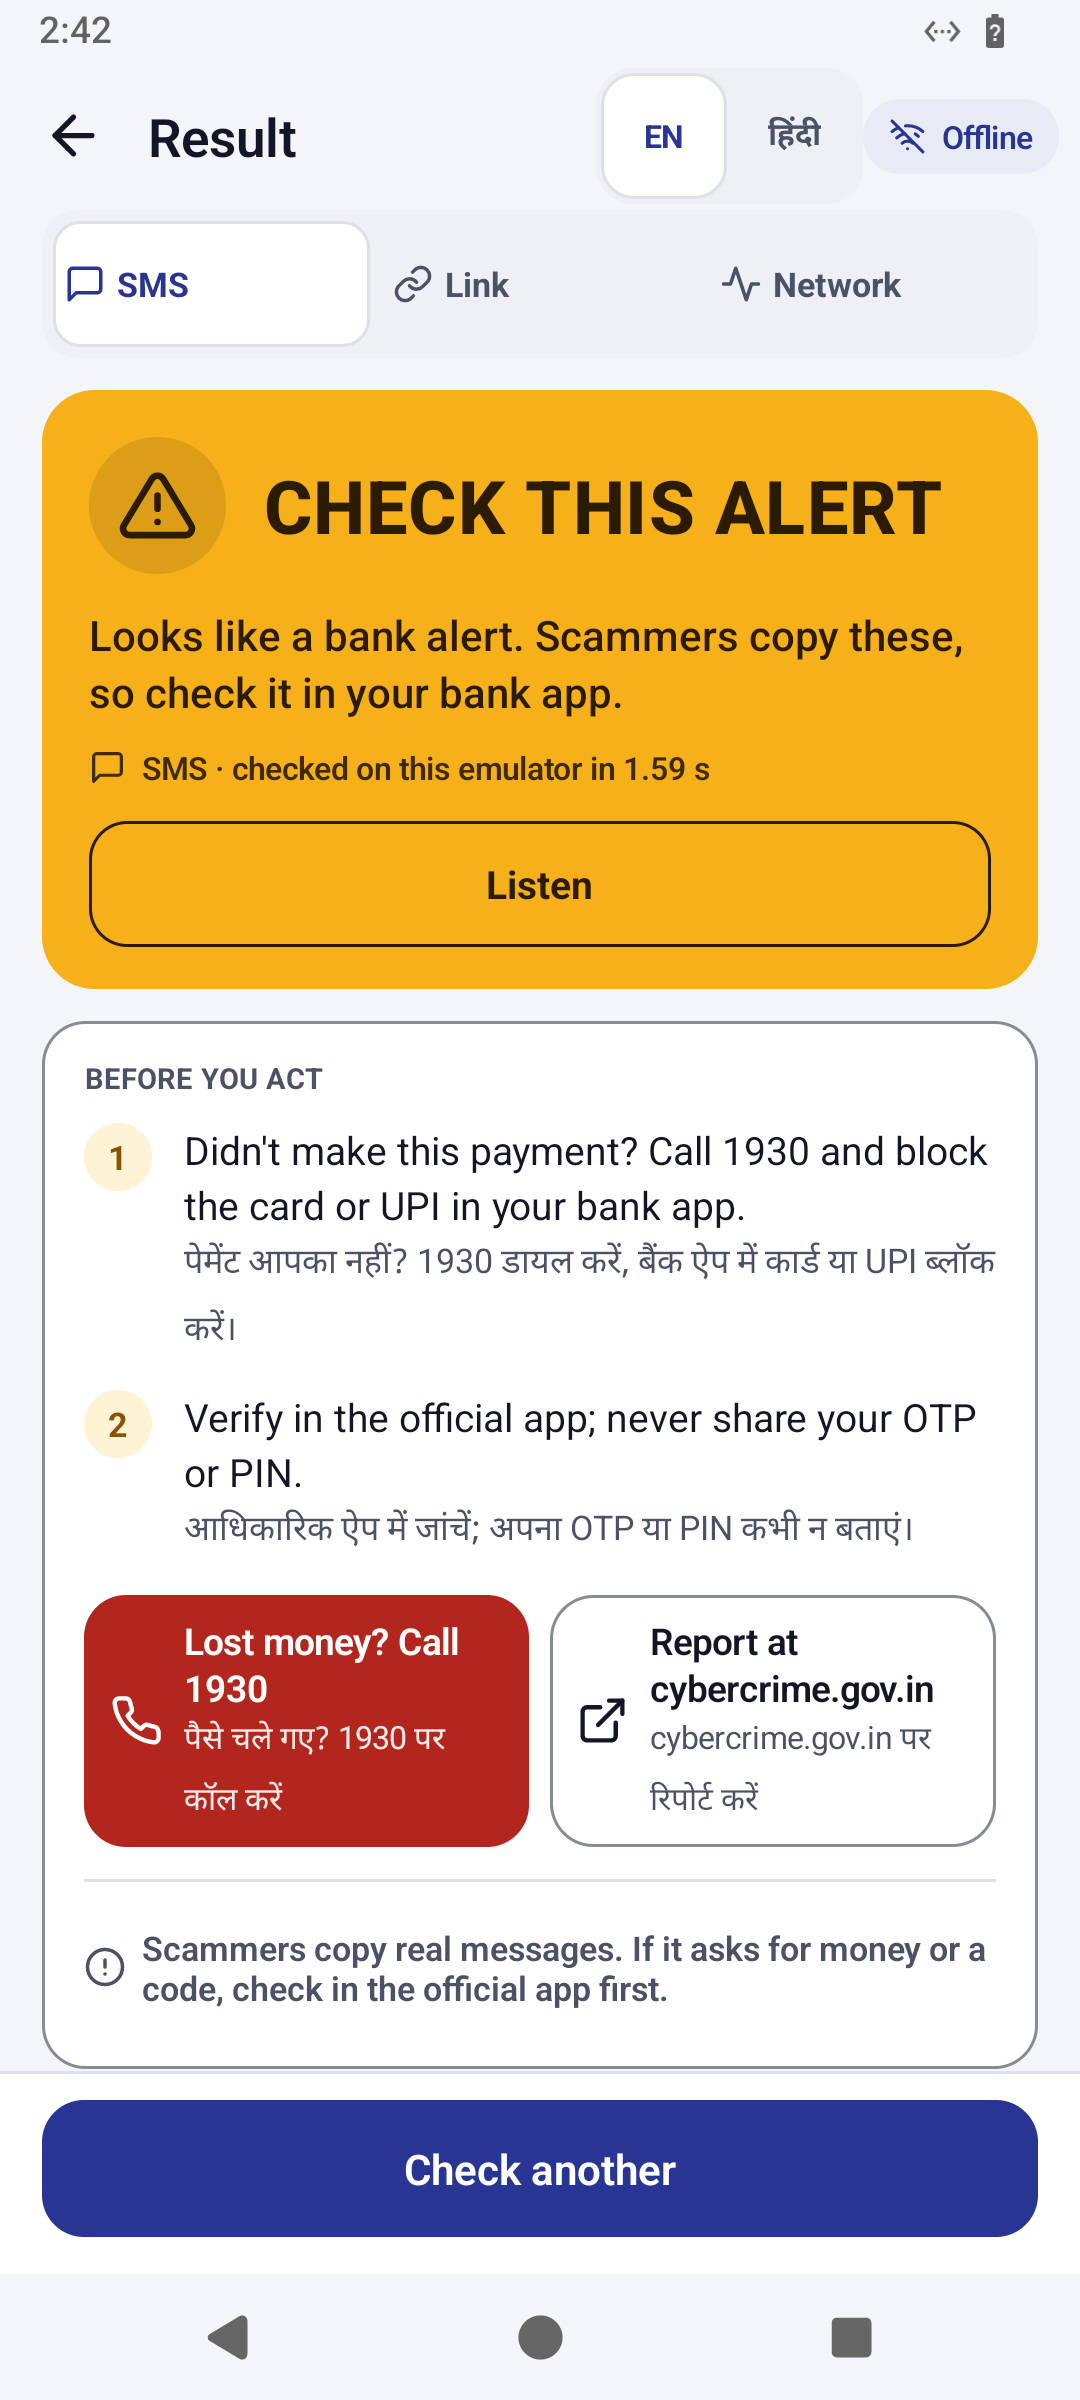 2:42
Result
EN
हिंदी
Offline
SMS
Link
Network
CHECK THIS ALERT
Looks like a bank alert. Scammers copy these,
so check it in your bank app.
SMS · checked on this emulator in 1.59 s
Listen
BEFORE YOU ACT
1
Didn't make this payment? Call 1930 and block
the card or UPI in your bank app.
पेमेंट आपका नहीं? 1930 डायल करें, बैंक ऐप में कार्ड या UPI ब्लॉक
करें।
2
Verify in the official app; never share your OTP
or PIN.
आधिकारिक ऐप में जांचें; अपना OTP या PIN कभी न बताएं।
Lost money? Call
1930
पैसे चले गए? 1930 पर
कॉल करें
Report at
cybercrime.gov.in
cybercrime.gov.in पर
रिपोर्ट करें
Scammers copy real messages. If it asks for money or a
code, check in the official app first.
Check another